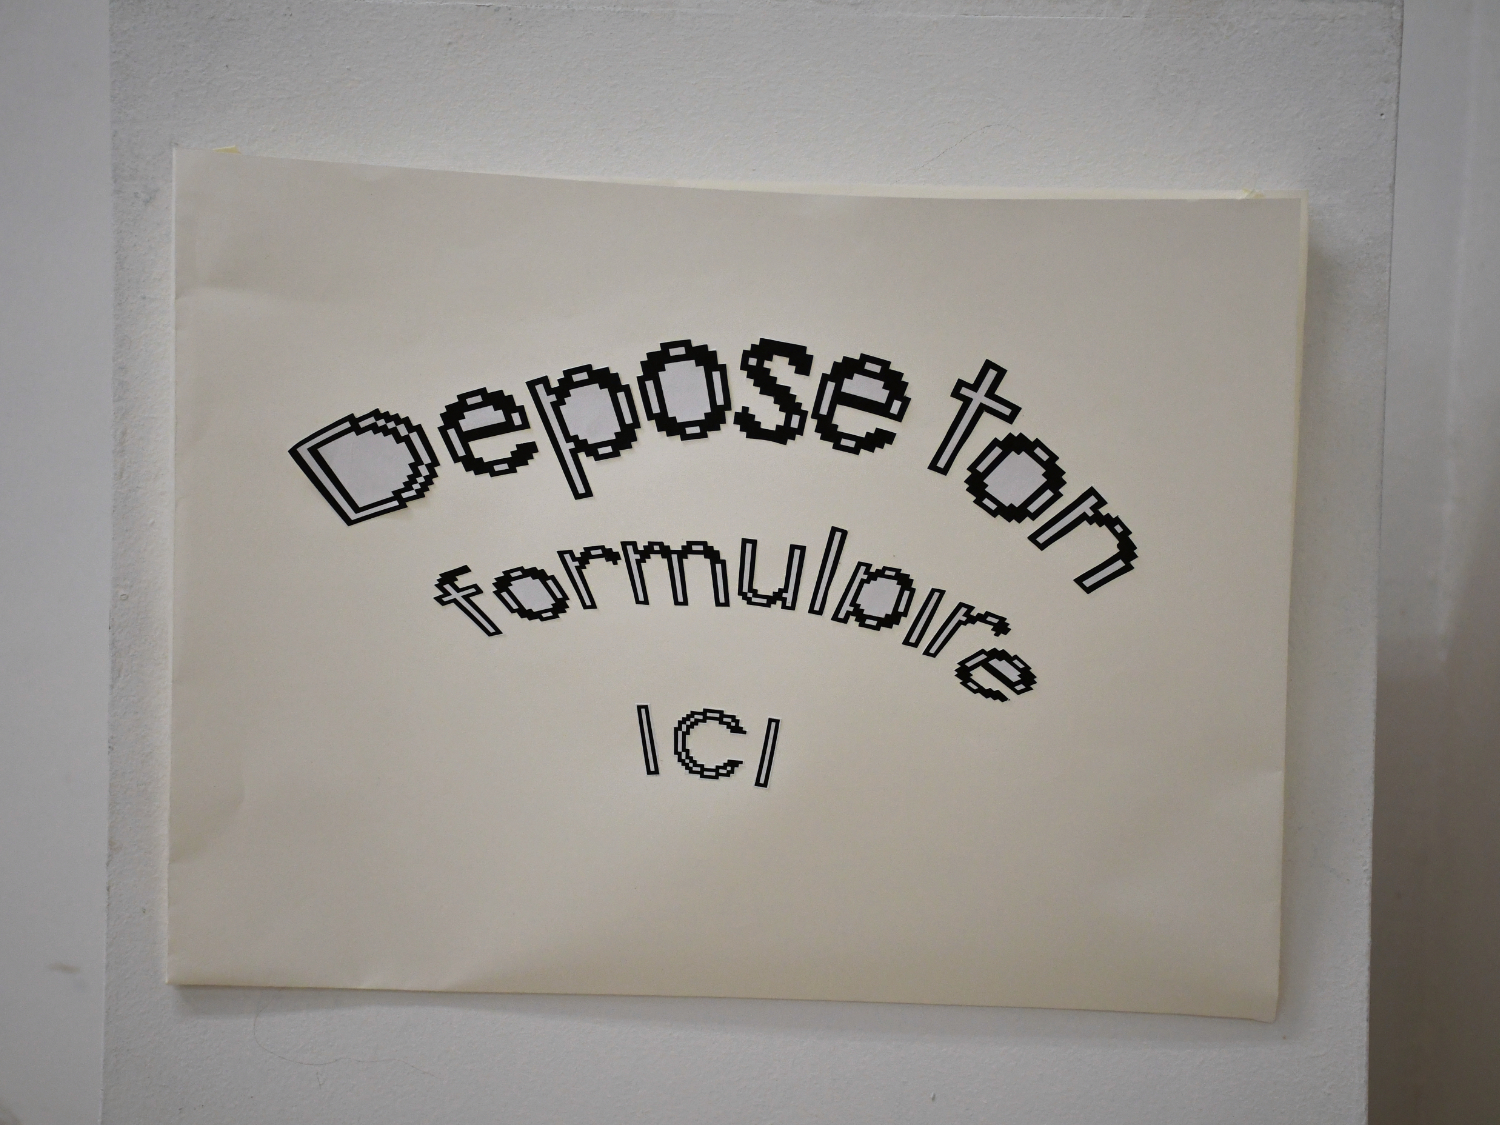 Depose ton
formulaire
ICI